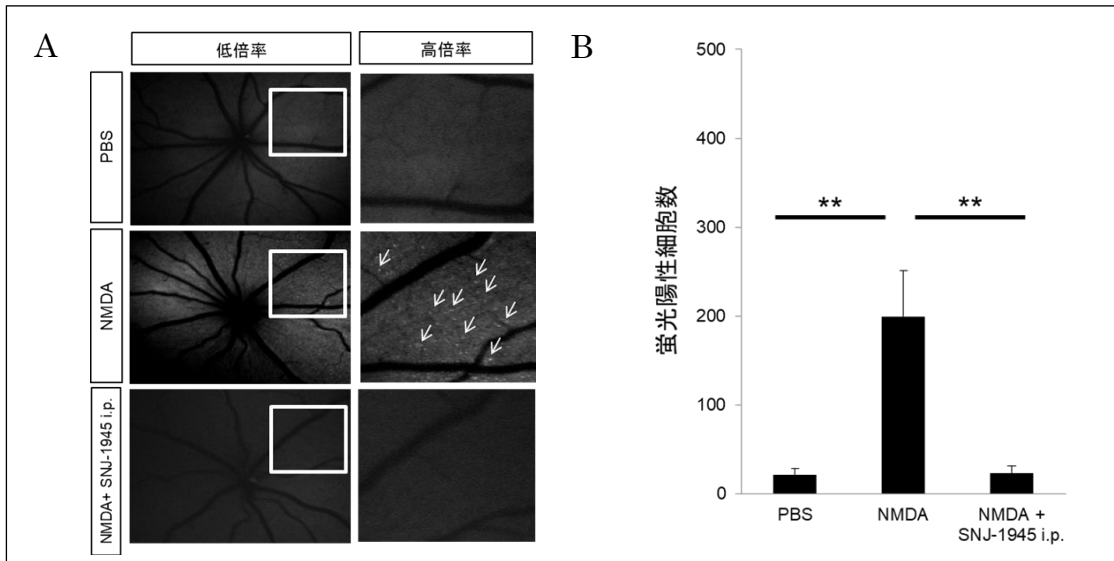 A
低倍率
高倍率
PBS
NMDA
NMDA+ SNJ-1945 i.p.
B
蛍光陽性細胞数
500
400
300
200
100
0
**
**
PBS
NMDA
NMDA +
SNJ-1945 i.p.